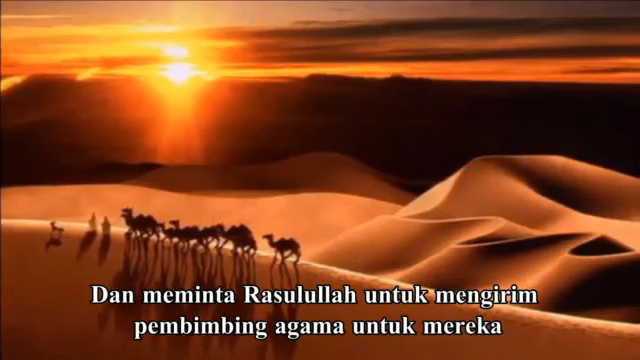 Dan meminta Rasulullah untuk mengirim
pembimbing agama untuk mereka